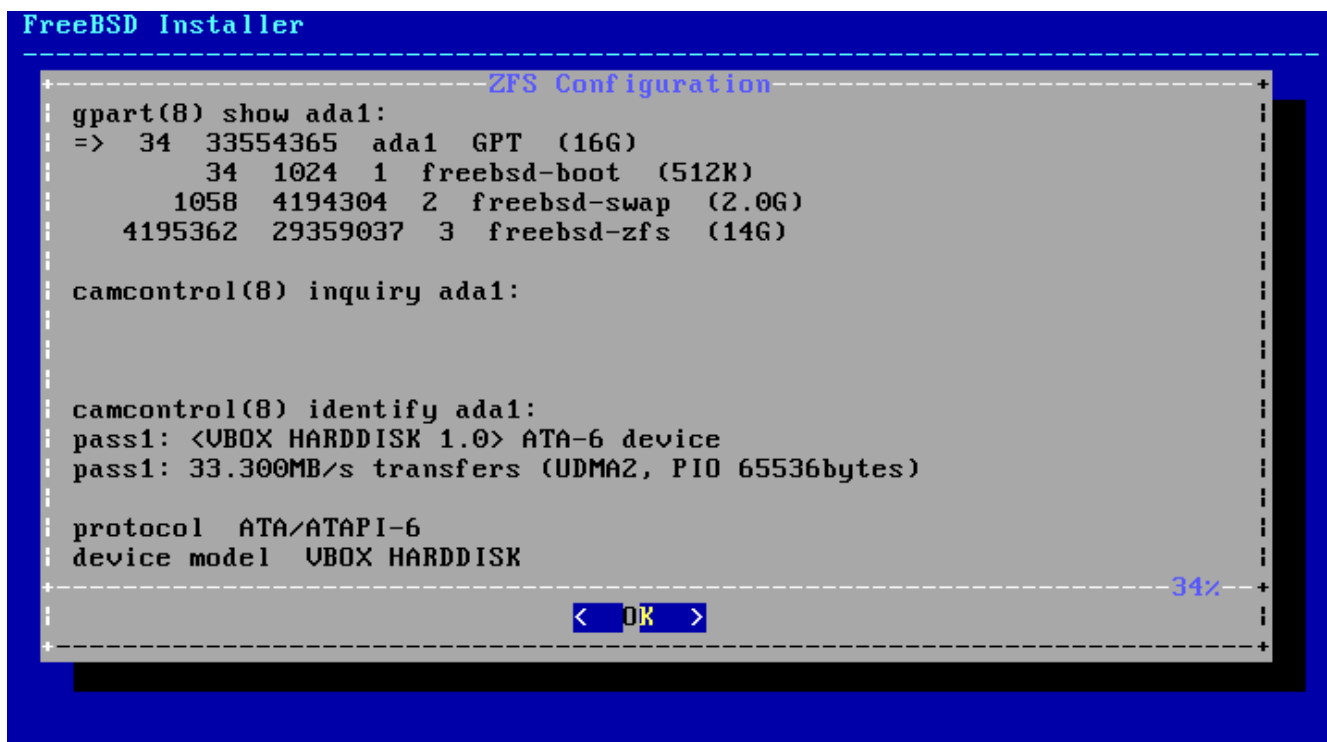 FreeBSD Installer
ZFS Configuration
gpart(8) show ada1:
=>  34  33554365  ada1  GPT  (16G)
        34  1024  1  freebsd-boot  (512K)
      1058  4194304  2  freebsd-swap  (2.0G)
   4195362  29359037  3  freebsd-zfs  (14G)
camcontrol(8) inquiry ada1:
camcontrol(8) identify ada1:
pass1: <VBOX HARDDISK 1.0> ATA-6 device
pass1: 33.300MB/s transfers (UDMA2, PIO 65536bytes)
protocol  ATA/ATAPI-6
device model  VBOX HARDDISK
34%
<  OK  >